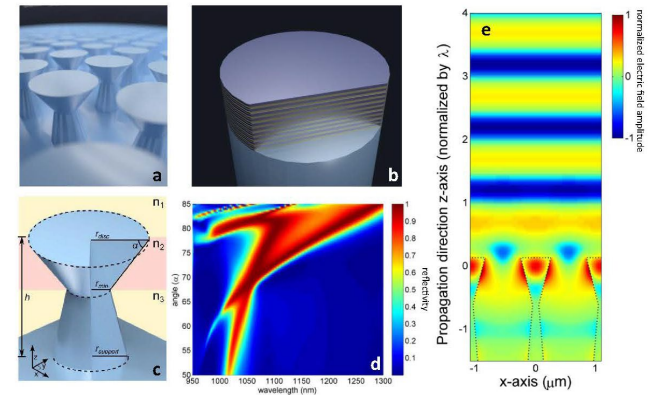 a
b
c
n₁
n₂
n₃
r_disc
α
r_min
h
r_support
z
y
x
d
85
80
75
70
65
60
55
50
angle (α)
950 1000 1050 1100 1150 1200 1250 1300
wavelength (nm)
1
0.9
0.8
0.7
0.6
0.5
0.4
0.3
0.2
0.1
reflectivity
e
4
3
2
1
0
-1
Propagation direction z-axis (normalized by λ)
-1 0 1
x-axis (μm)
1
0
-1
normalized electric field
amplitude